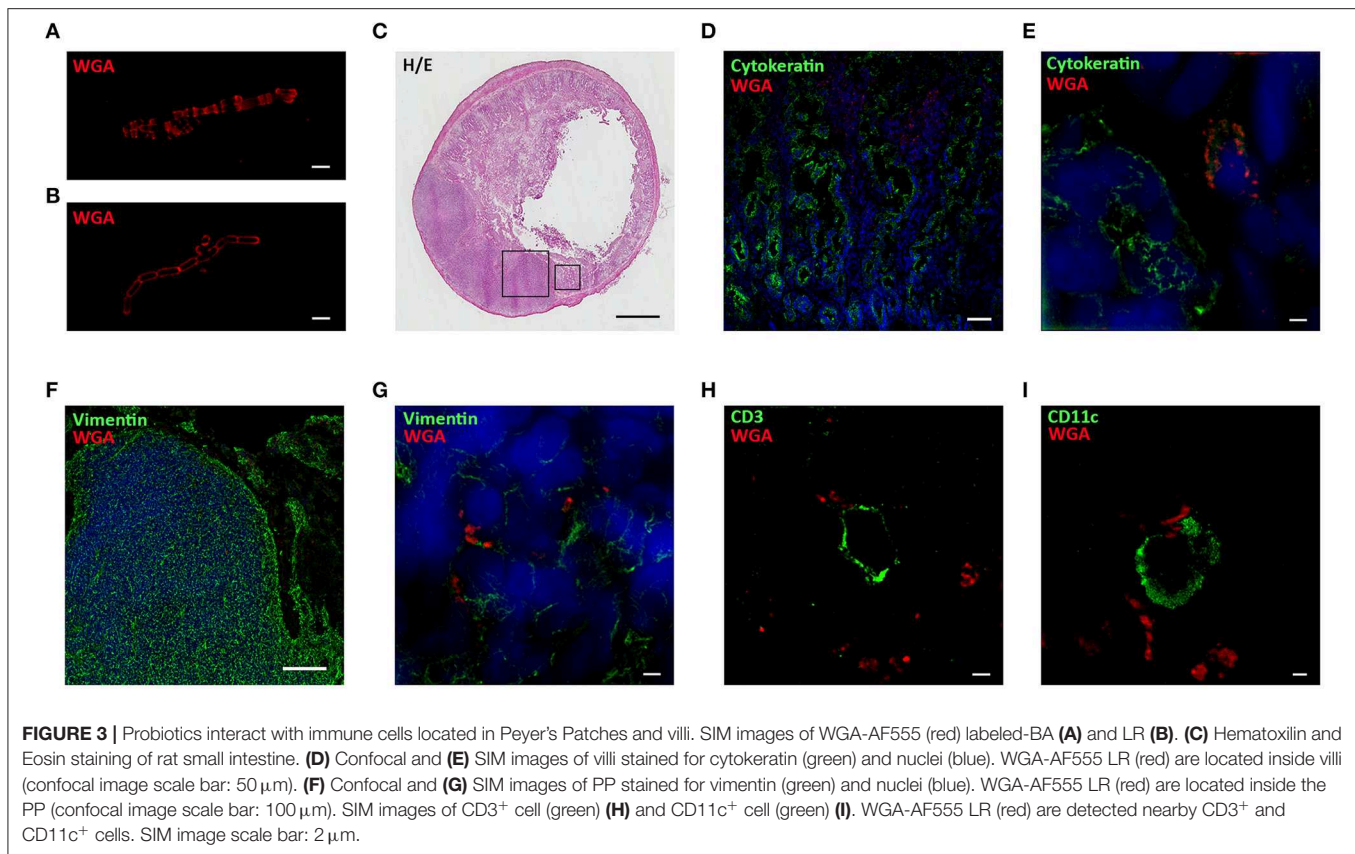 A
WGA
B
WGA
C
H/E
D
Cytokeratin
WGA
E
Cytokeratin
WGA
F
Vimentin
WGA
G
Vimentin
WGA
H
CD3
WGA
I
CD11c
WGA
FIGURE 3 | Probiotics interact with immune cells located in Peyer's Patches and villi. SIM images of WGA-AF555 (red) labeled-BA (A) and LR (B). (C) Hematoxilin and
Eosin staining of rat small intestine. (D) Confocal and (E) SIM images of villi stained for cytokeratin (green) and nuclei (blue). WGA-AF555 LR (red) are located inside villi
(confocal image scale bar: 50 μm). (F) Confocal and (G) SIM images of PP stained for vimentin (green) and nuclei (blue). WGA-AF555 LR (red) are located inside the
PP (confocal image scale bar: 100 μm). SIM images of CD3+ cell (green) (H) and CD11c+ cell (green) (I). WGA-AF555 LR (red) are detected nearby CD3+ and
CD11c+ cells. SIM image scale bar: 2 μm.